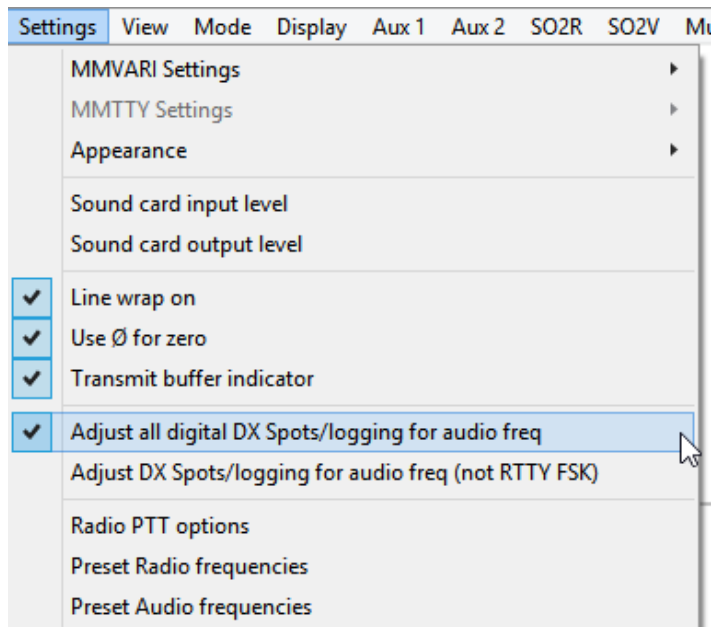 Settings View Mode Display Aux 1 Aux 2 SO2R SO2V
MMVARI Settings
MMTTY Settings
Appearance
Sound card input level
Sound card output level
Line wrap on
Use Ø for zero
Transmit buffer indicator
Adjust all digital DX Spots/logging for audio freq
Adjust DX Spots/logging for audio freq (not RTTY FSK)
Radio PTT options
Preset Radio frequencies
Preset Audio frequencies